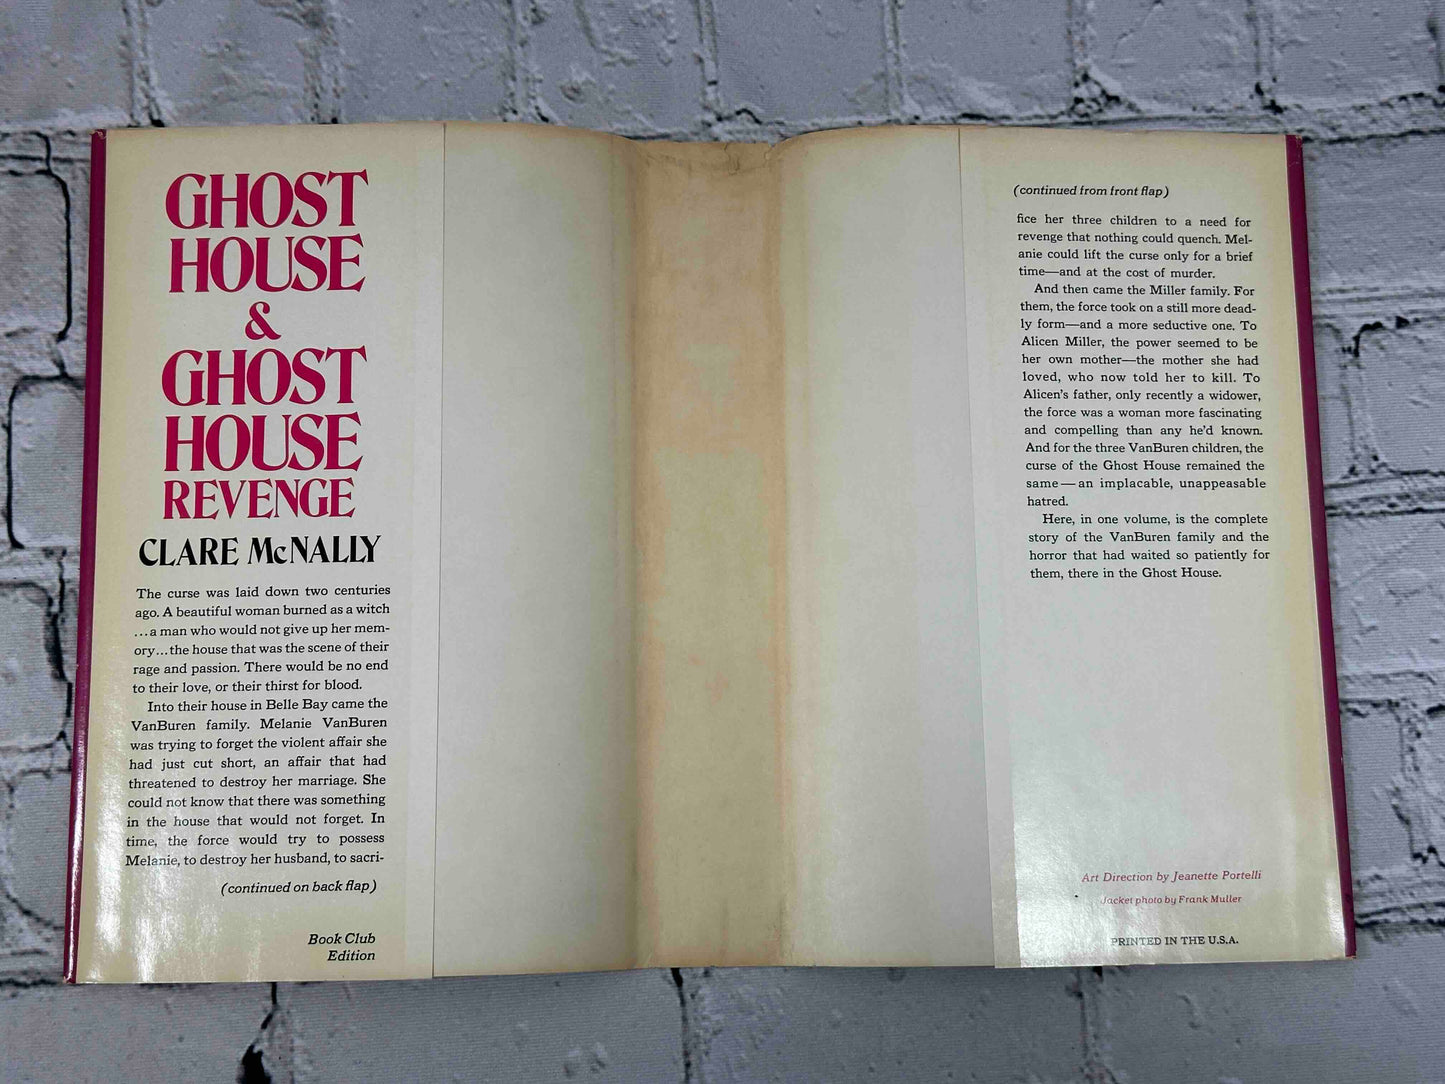 GHOST
HOUSE
&
GHOST
HOUSE
REVENGE
CLARE McNALLY
The curse was laid down two centuries
ago. A beautiful woman burned as a witch
...a man who would not give up her mem-
ory...the house that was the scene of their
rage and passion. There would be no end
to their love, or their thirst for blood.
Into their house in Belle Bay came the
VanBuren family. Melanie VanBuren
was trying to forget the violent affair she
had just cut short, an affair that had
threatened to destroy her marriage. She
could not know that there was something
in the house that would not forget. In
time, the force would try to possess
Melanie, to destroy her husband, to sacri-
(continued on back flap)
Book Club
Edition
(continued from front flap)
fice her three children to a need for
revenge that nothing could quench. Mel-
anie could lift the curse only for a brief
time—and at the cost of murder.
And then came the Miller family. For
them, the force took on a still more dead-
ly form—and a more seductive one. To
Alicen Miller, the power seemed to be
her own mother—the mother she had
loved, who now told her to kill. To
Alicen's father, only recently a widower,
the force was a woman more fascinating
and compelling than any he'd known.
And for the three VanBuren children, the
curse of the Ghost House remained the
same—an implacable, unappeasable
hatred.
Here, in one volume, is the complete
story of the VanBuren family and the
horror that had waited so patiently for
them, there in the Ghost House.
Art Direction by Jeanette Portelli
Jacket photo by Frank Muller
PRINTED IN THE U.S.A.